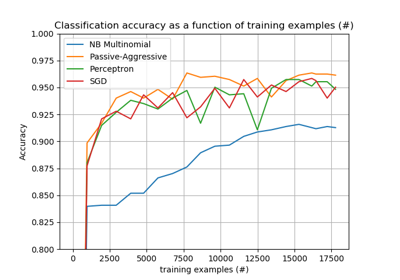 Classification accuracy as a function of training examples (#)
1.000
0.975
0.950
0.925
0.900
0.875
0.850
0.825
0.800
Accuracy
NB Multinomial
Passive-Aggressive
Perceptron
SGD
0 2500 5000 7500 10000 12500 15000 17500
training examples (#)